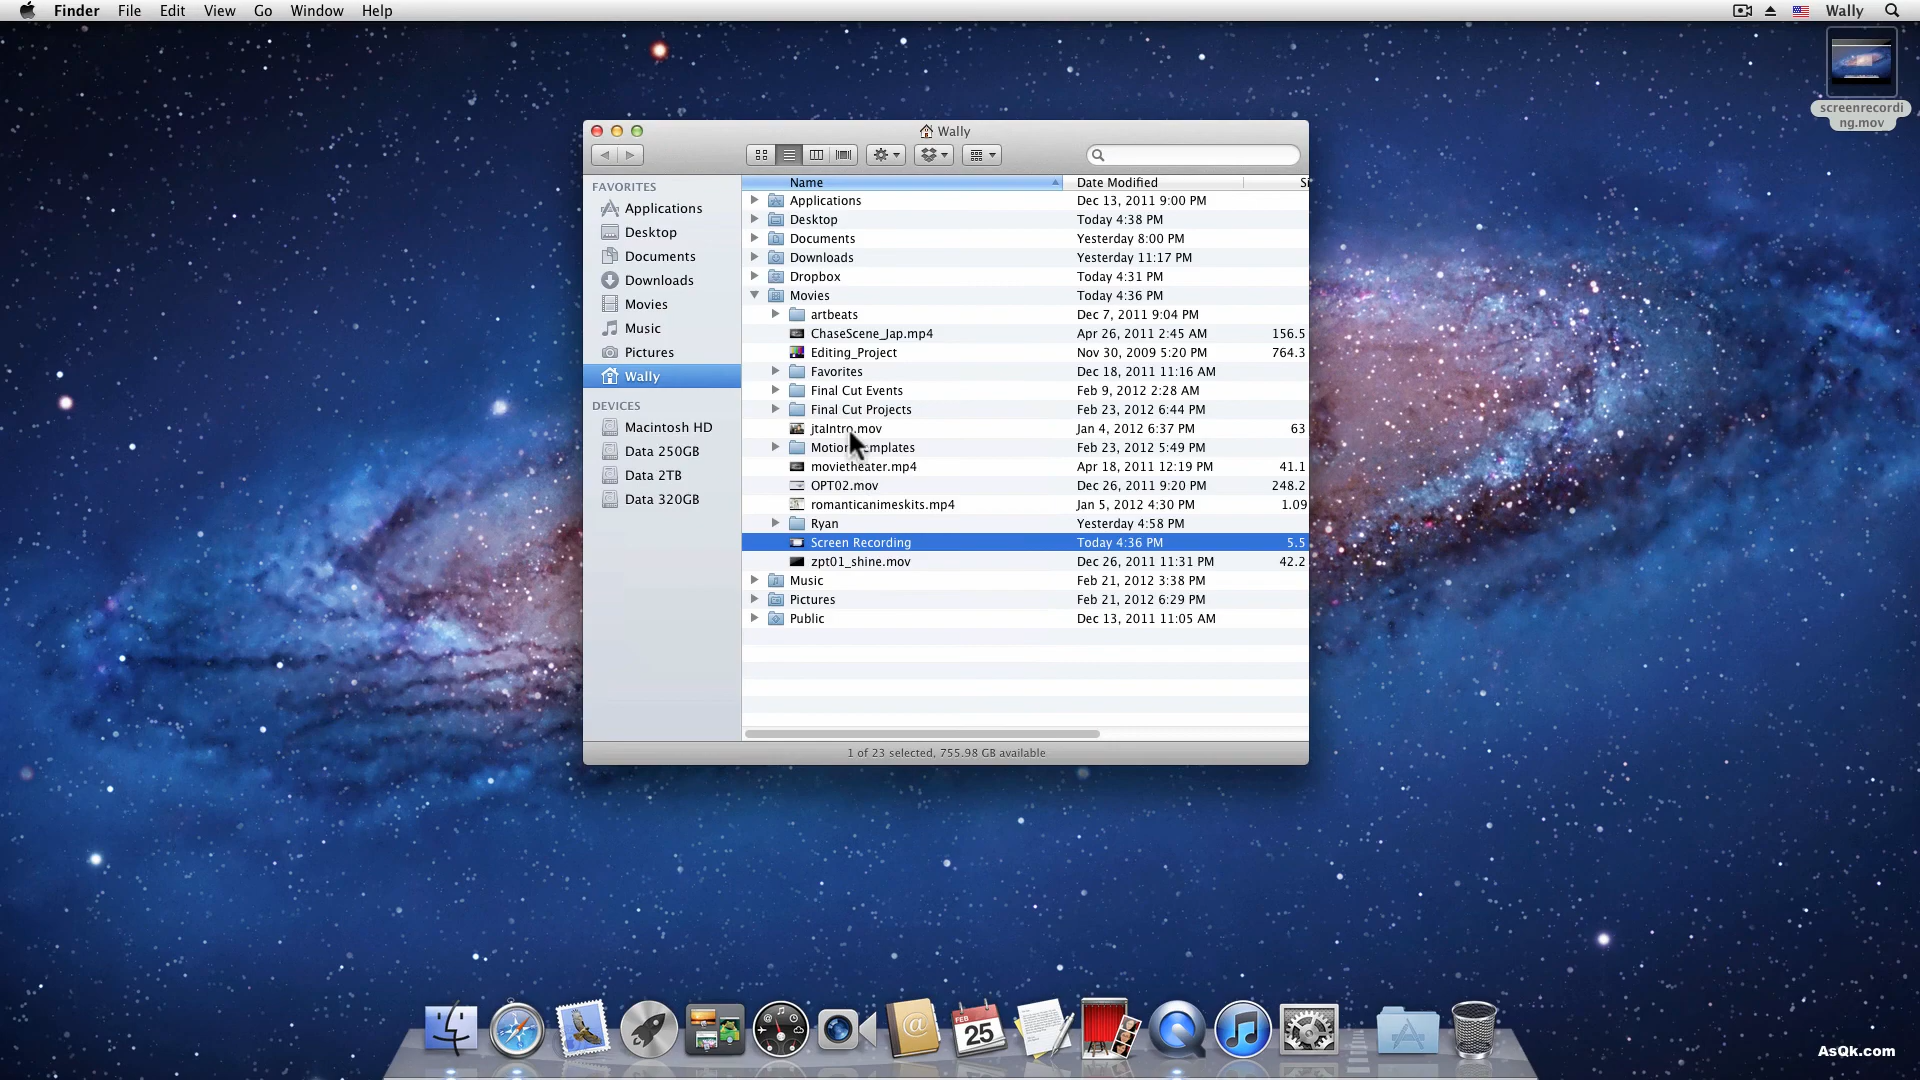 Finder File Edit View Go Window Help
Wally
screenrecordi
ng.mov
Wally
FAVORITES
Applications
Desktop
Documents
Downloads
Movies
Music
Pictures
Wally
DEVICES
Macintosh HD
Data 250GB
Data 2TB
Data 320GB
Name Date Modified Si
Applications Dec 13, 2011 9:00 PM
Desktop Today 4:38 PM
Documents Yesterday 8:00 PM
Downloads Yesterday 11:17 PM
Dropbox Today 4:31 PM
Movies Today 4:36 PM
artbeats Dec 7, 2011 9:04 PM
ChaseScene_Jap.mp4 Apr 26, 2011 2:45 AM 156.5
Editing_Project Nov 30, 2009 5:20 PM 764.3
Favorites Dec 18, 2011 11:16 AM
Final Cut Events Feb 9, 2012 2:28 AM
Final Cut Projects Feb 23, 2012 6:44 PM
jtaIntro.mov Jan 4, 2012 6:37 PM 63
Motion Templates Feb 23, 2012 5:49 PM
movietheater.mp4 Apr 18, 2011 12:19 PM 41.1
OPT02.mov Dec 26, 2011 9:20 PM 248.2
romanticanimeskits.mp4 Jan 5, 2012 4:30 PM 1.09
Ryan Yesterday 4:58 PM
Screen Recording Today 4:36 PM 5.5
zpt01_shine.mov Dec 26, 2011 11:31 PM 42.2
Music Feb 21, 2012 3:38 PM
Pictures Feb 21, 2012 6:29 PM
Public Dec 13, 2011 11:05 AM
1 of 23 selected, 755.98 GB available
FEB
25
AsQk.com